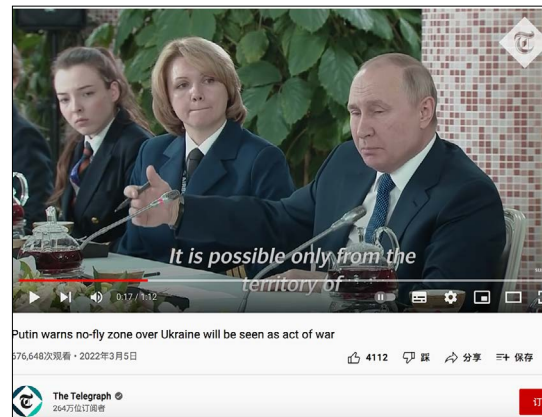 It is possible only from the
territory of
0:17 / 1:12
Putin warns no-fly zone over Ukraine will be seen as act of war
676,648次观看・2022年3月5日
4112
踩
分享
保存
The Telegraph
264万位订阅者
订